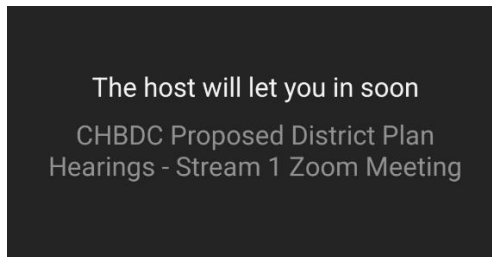 The host will let you in soon
CHBDC Proposed District Plan
Hearings - Stream 1 Zoom Meeting